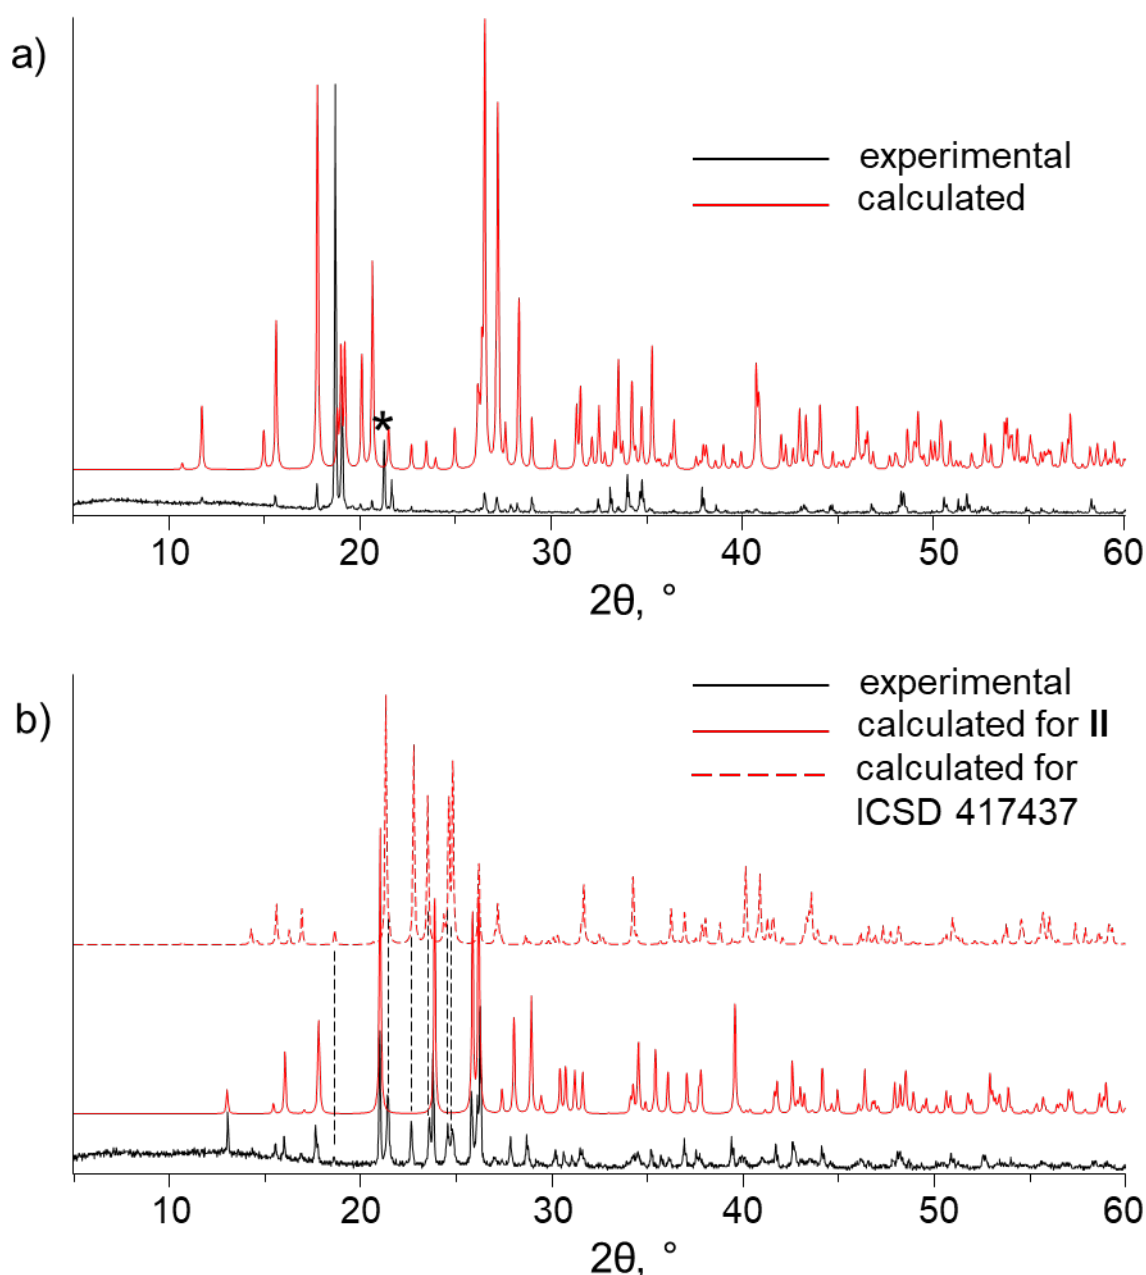 a)
experimental
calculated
*
10 20 30 40 50 60
2θ, °
b)
experimental
calculated for II
calculated for
ICSD 417437
10 20 30 40 50 60
2θ, °